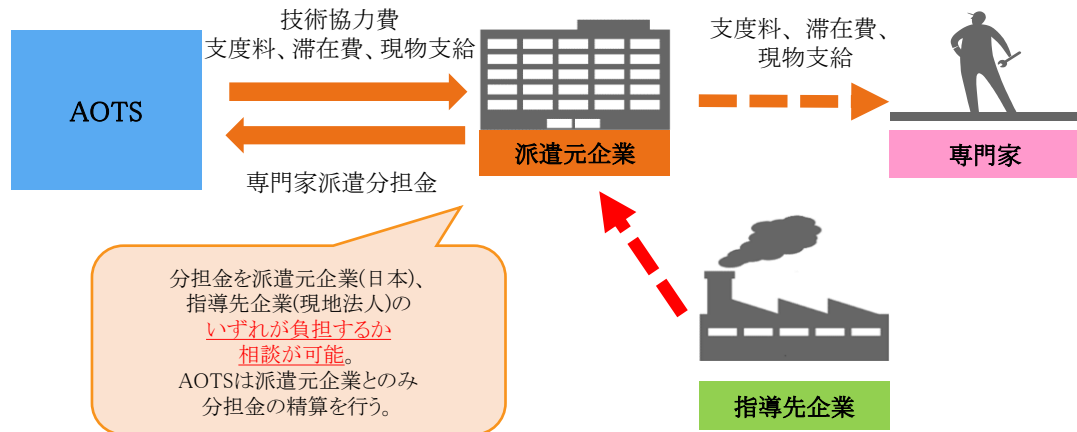 技術協力費
支度料、滞在費、現物支給
AOTS
専門家派遣分担金
派遣元企業
支度料、滞在費、
現物支給
専門家
分担金を派遣元企業(日本)、
指導先企業(現地法人)の
いずれが負担するか
相談が可能。
AOTSは派遣元企業とのみ
分担金の精算を行う。
指導先企業